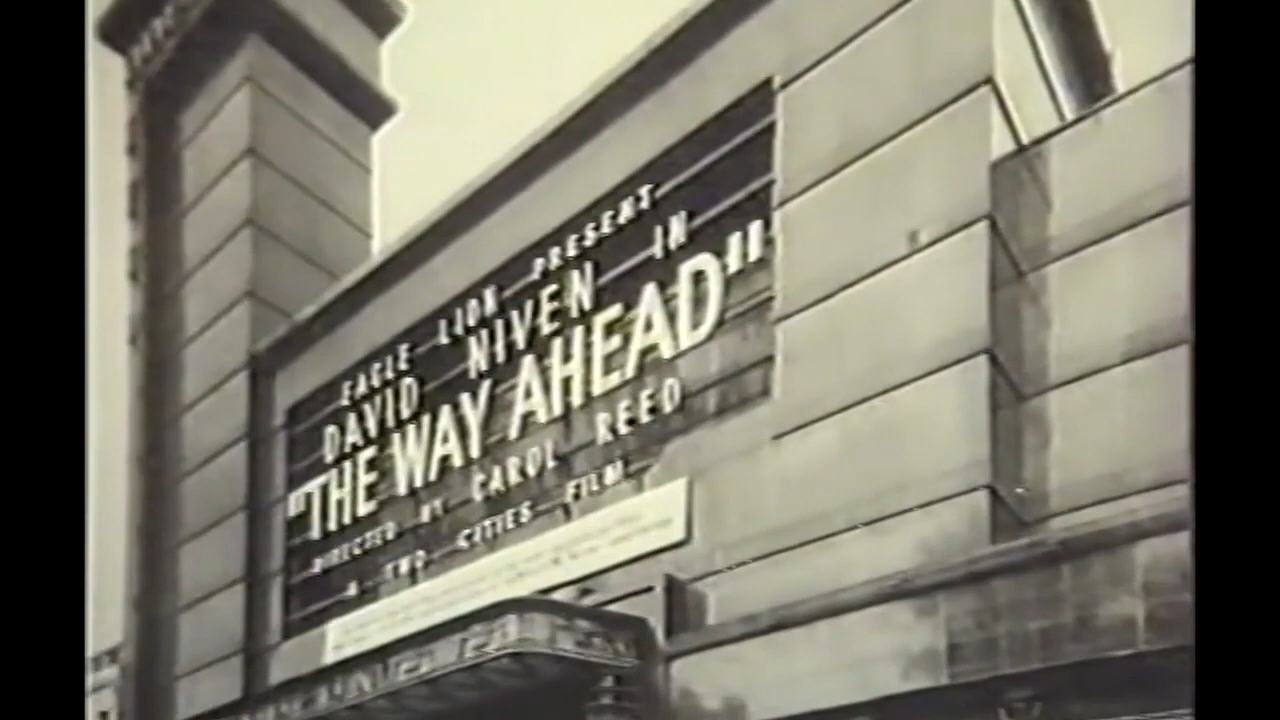 EAGLE LION PRESENT
DAVID NIVEN IN
"THE WAY AHEAD"
DIRECTED BY CAROL REED
A TWO CITIES FILM